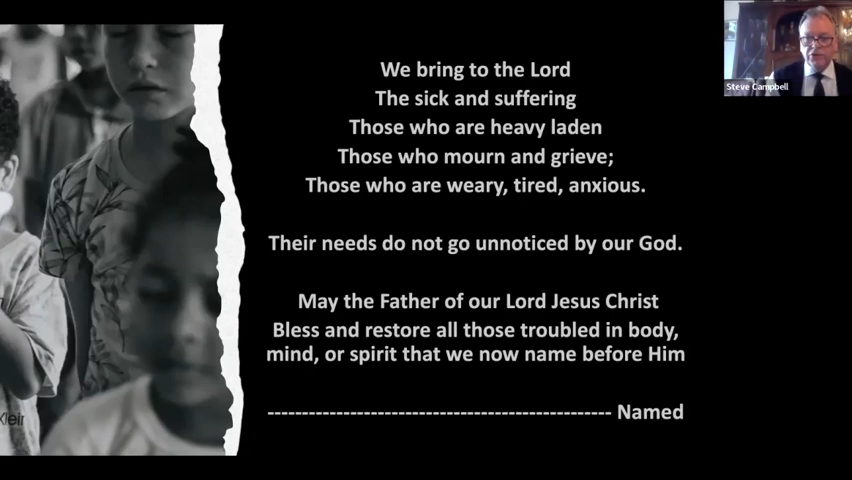 We bring to the Lord
The sick and suffering
Those who are heavy laden
Those who mourn and grieve;
Those who are weary, tired, anxious.
Their needs do not go unnoticed by our God.
May the Father of our Lord Jesus Christ
Bless and restore all those troubled in body,
mind, or spirit that we now name before Him
-------------------------------------------------- Named
Steve Campbell